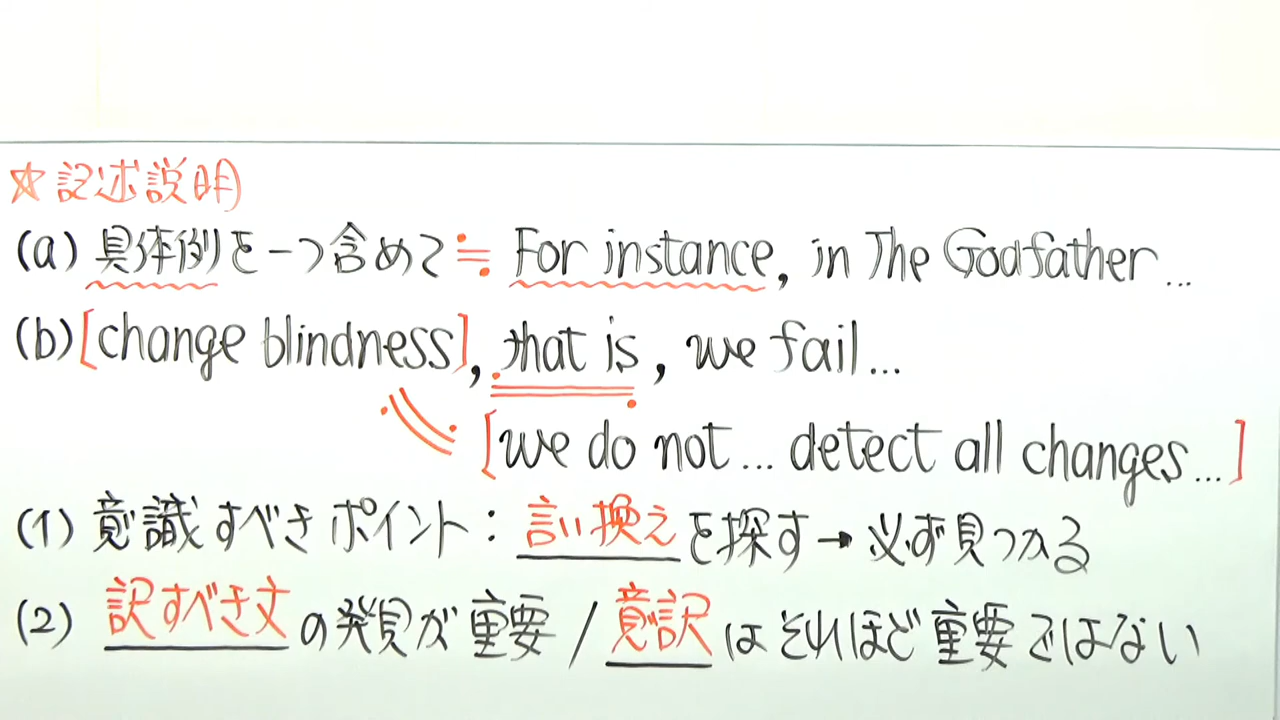 ☆記述説明
(a) 具体例を一つ含めて≒For instance, in The Godfather...
(b) [change blindness], that is, we fail...
≒ [we do not... detect all changes...]
(1) 意識すべきポイント：言い換えを探す→必ず見つかる
(2) 訳すべき文の発見が重要/意訳はそれほど重要ではない